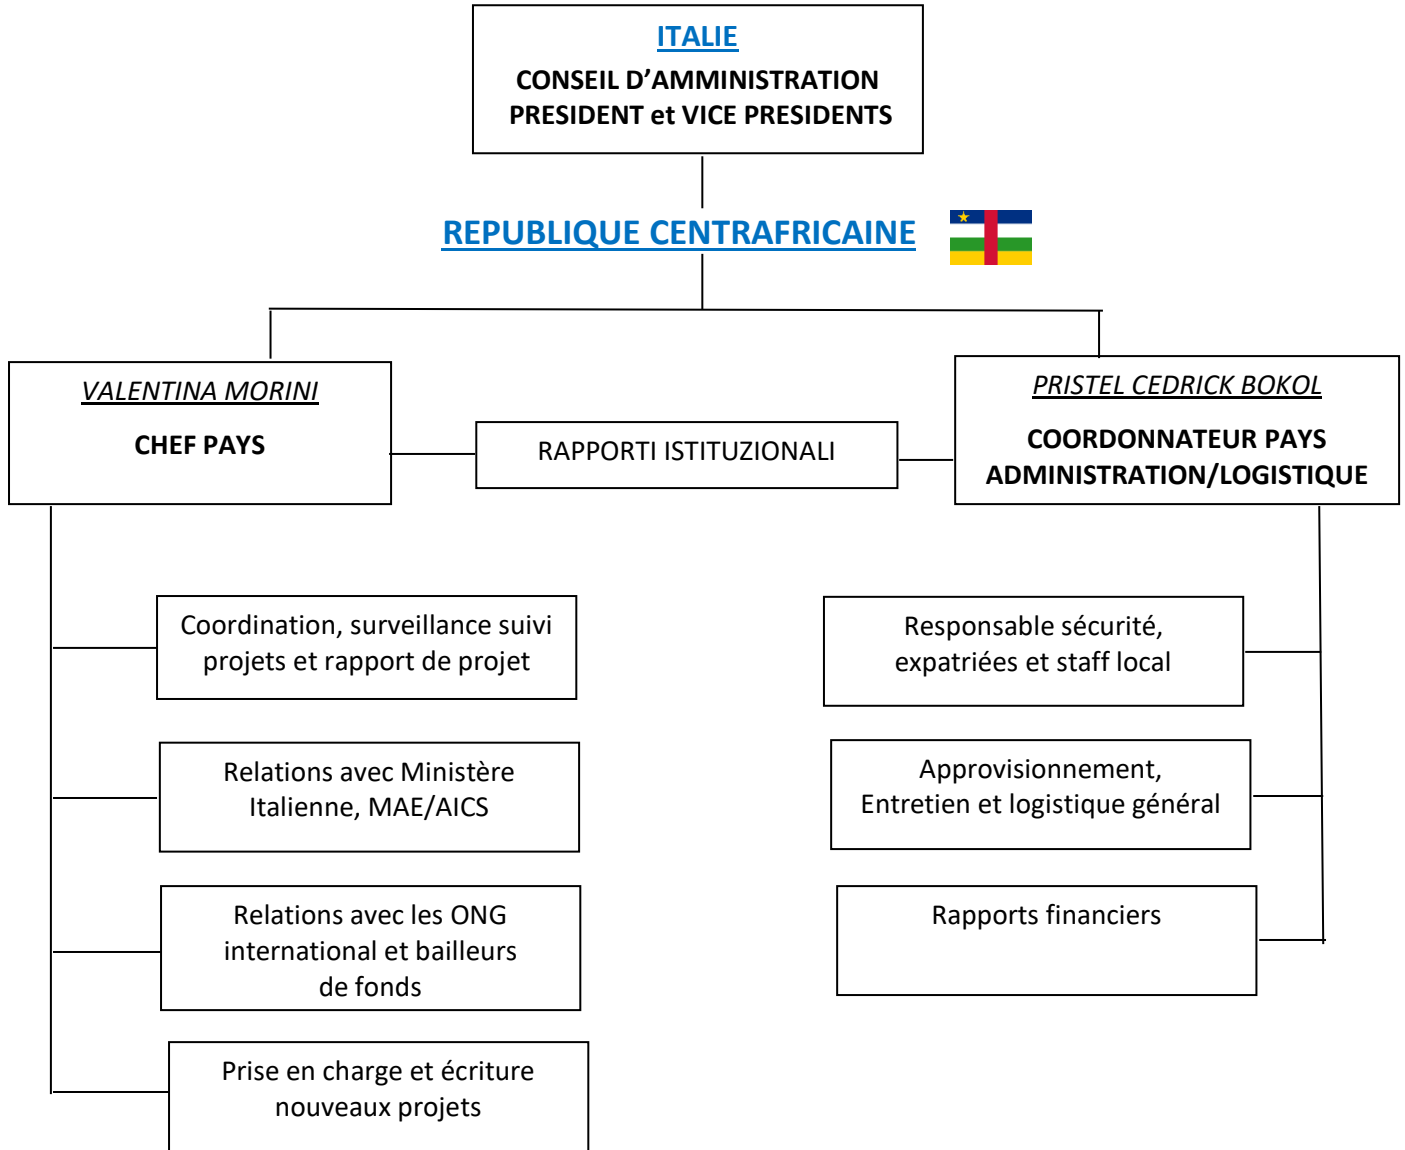 ITALIE
CONSEIL D’AMMINISTRATION
PRESIDENT et VICE PRESIDENTS
REPUBLIQUE CENTRAFRICAINE
VALENTINA MORINI
CHEF PAYS
RAPPORTI ISTITUZIONALI
PRISTEL CEDRICK BOKOL
COORDONNATEUR PAYS
ADMINISTRATION/LOGISTIQUE
Coordination, surveillance suivi
projets et rapport de projet
Relations avec Ministère
Italienne, MAE/AICS
Relations avec les ONG
international et bailleurs
de fonds
Prise en charge et écriture
nouveaux projets
Responsable sécurité,
expatriées et staff local
Approvisionnement,
Entretien et logistique général
Rapports financiers